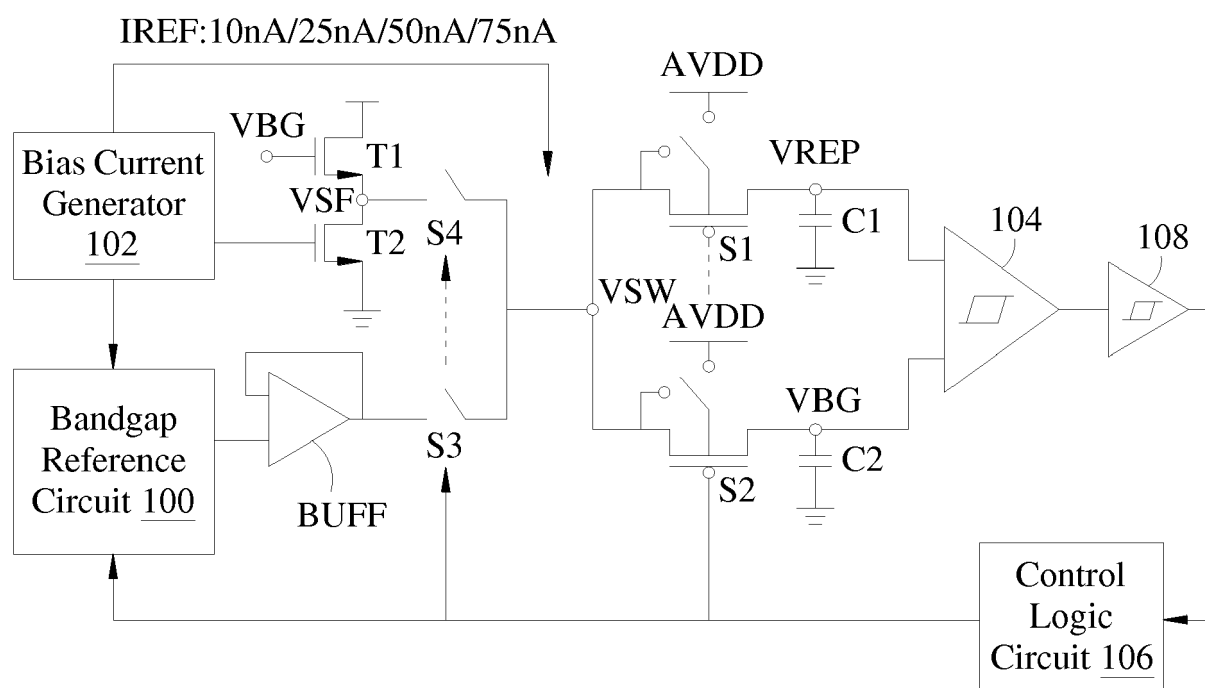 IREF:10nA/25nA/50nA/75nA
AVDD
VBG
T1
Bias Current
Generator
102
VSF
T2
S4
VREP
C1
S1
104
108
VSW
AVDD
Bandgap
Reference
Circuit 100
S3
BUFF
VBG
C2
S2
Control
Logic
Circuit 106